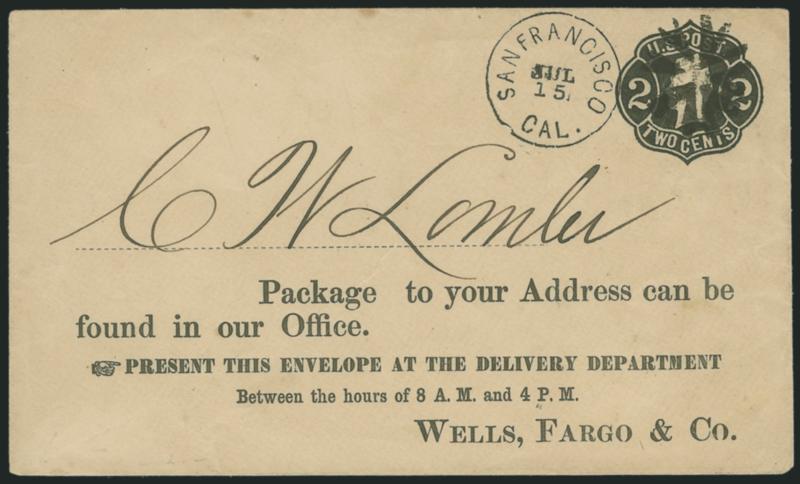 SAN FRANCISCO
JUL
15
CAL.
U.S. POST
2 2
TWO CENTS
C W Lomler
Package to your Address can be
found in our Office.
☞ PRESENT THIS ENVELOPE AT THE DELIVERY DEPARTMENT
Between the hours of 8 A. M. and 4 P. M.
WELLS, FARGO & Co.